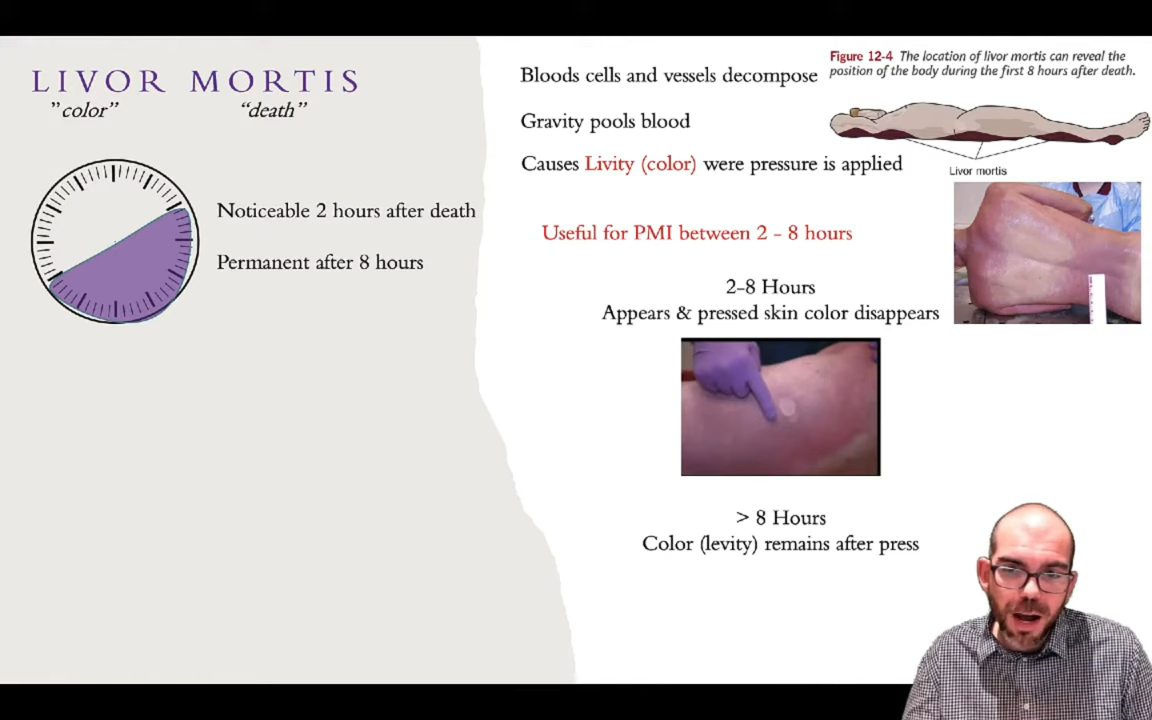 LIVOR MORTIS
"color" "death"
Noticeable 2 hours after death
Permanent after 8 hours
Bloods cells and vessels decompose
Gravity pools blood
Causes Livity (color) were pressure is applied
Useful for PMI between 2 - 8 hours
2-8 Hours
Appears & pressed skin color disappears
> 8 Hours
Color (levity) remains after press
Figure 12-4 The location of livor mortis can reveal the
position of the body during the first 8 hours after death.
Livor mortis